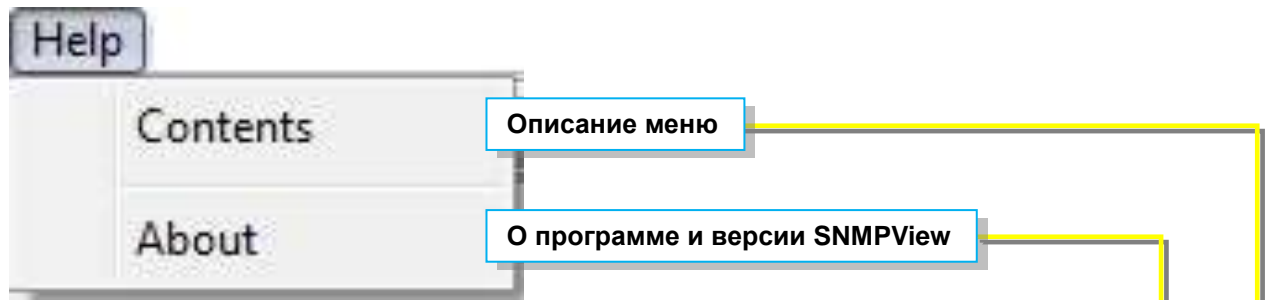 Help
Contents
Описание меню
About
О программе и версии SNMPView